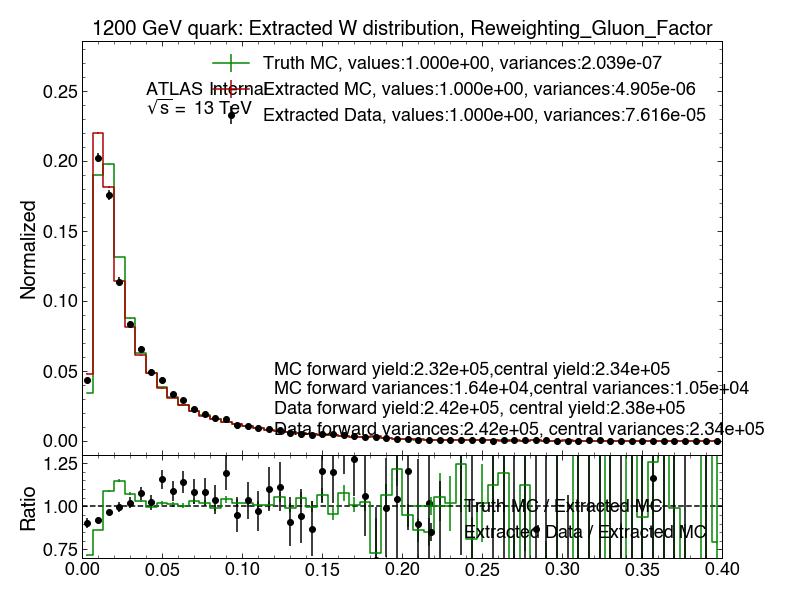 1200 GeV quark: Extracted W distribution, Reweighting_Gluon_Factor
Truth MC, values:1.000e+00, variances:2.039e-07
ATLAS Internal
Extracted MC, values:1.000e+00, variances:4.905e-06
√s = 13 TeV
Extracted Data, values:1.000e+00, variances:7.616e-05
Normalized
0.25
0.20
0.15
0.10
0.05
0.00
MC forward yield:2.32e+05,central yield:2.34e+05
MC forward variances:1.64e+04,central variances:1.05e+04
Data forward yield:2.42e+05, central yield:2.38e+05
Data forward variances:2.42e+05, central variances:2.34e+05
Ratio
1.25
1.00
0.75
Truth MC / Extracted MC
Extracted Data / Extracted MC
0.00 0.05 0.10 0.15 0.20 0.25 0.30 0.35 0.40